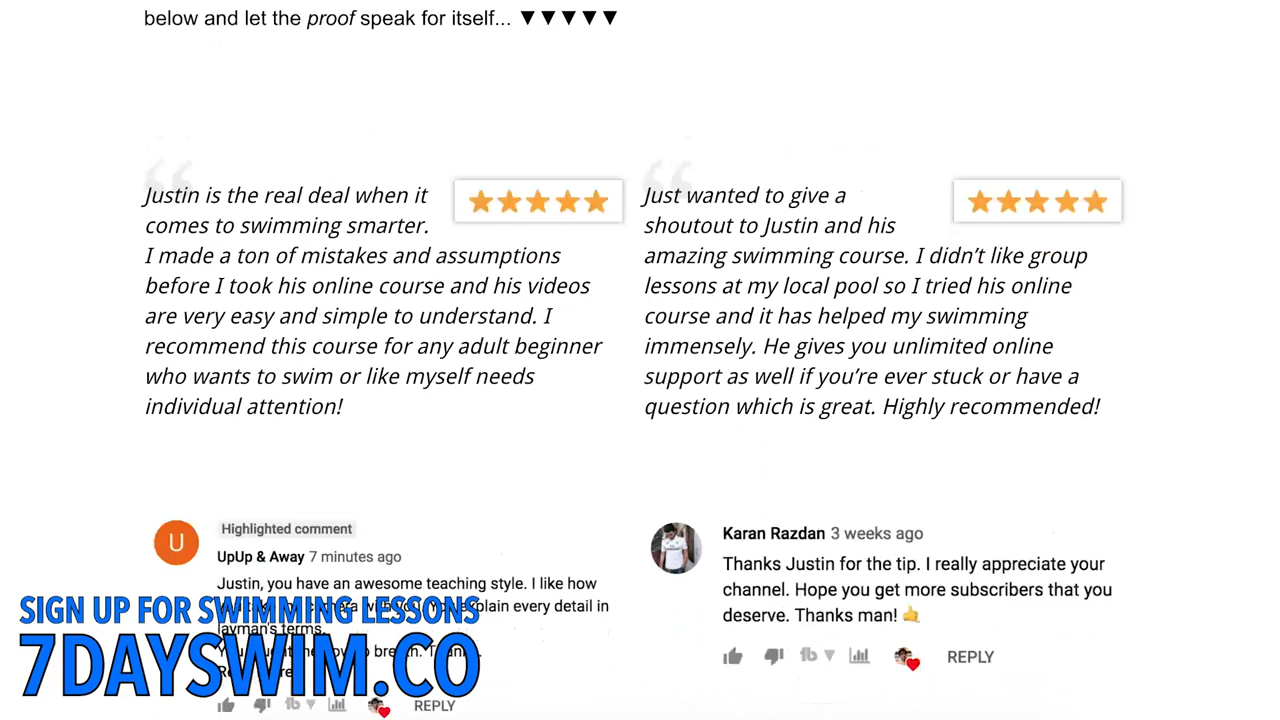 below and let the proof speak for itself... ▼▼▼▼▼
Justin is the real deal when it
comes to swimming smarter.
I made a ton of mistakes and assumptions
before I took his online course and his videos
are very easy and simple to understand. I
recommend this course for any adult beginner
who wants to swim or like myself needs
individual attention!
Just wanted to give a
shoutout to Justin and his
amazing swimming course. I didn’t like group
lessons at my local pool so I tried his online
course and it has helped my swimming
immensely. He gives you unlimited online
support as well if you’re ever stuck or have a
question which is great. Highly recommended!
U
Highlighted comment
UpUp & Away 7 minutes ago
Justin, you have an awesome teaching style. I like how
explain every detail in
layman's terms.
REPLY
Karan Razdan 3 weeks ago
Thanks Justin for the tip. I really appreciate your
channel. Hope you get more subscribers that you
deserve. Thanks man! 🤙
REPLY
SIGN UP FOR SWIMMING LESSONS
7DAYSWIM.CO